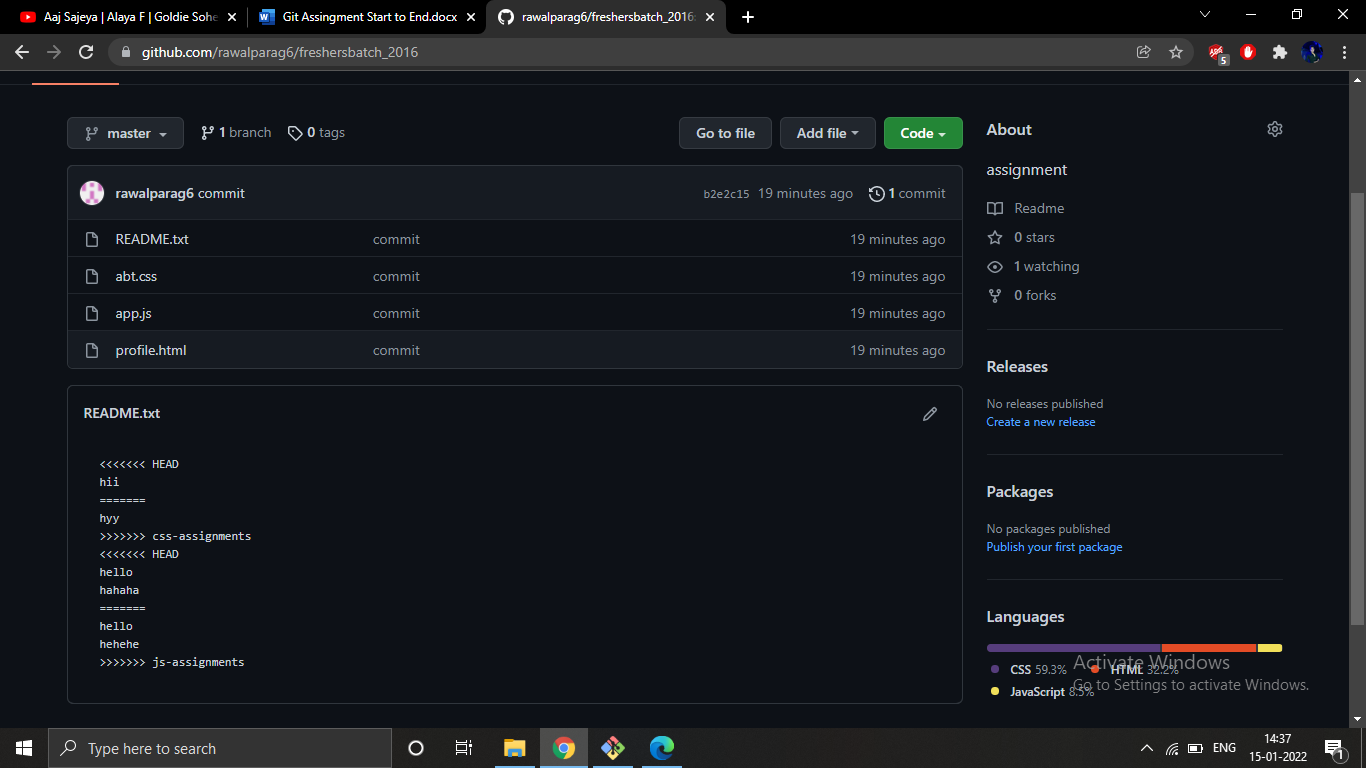 Aaj Sajeya | Alaya F | Goldie Sohe
Git Assingment Start to End.docx
rawalparag6/freshersbatch_2016:
github.com/rawalparag6/freshersbatch_2016
5
master
1 branch
0 tags
Go to file
Add file
Code
rawalparag6 commit
b2e2c15 19 minutes ago
1 commit
README.txt commit 19 minutes ago
abt.css commit 19 minutes ago
app.js commit 19 minutes ago
profile.html commit 19 minutes ago
README.txt
<<<<<<< HEAD
hii
=======
hyy
>>>>>>> css-assignments
<<<<<<< HEAD
hello
hahaha
=======
hello
hehehe
>>>>>>> js-assignments
About
assignment
Readme
0 stars
1 watching
0 forks
Releases
No releases published
Create a new release
Packages
No packages published
Publish your first package
Languages
CSS 59.3% HTML 32.2%
JavaScript 8.5%
Activate Windows
Go to Settings to activate Windows.
Type here to search
ENG
14:37
15-01-2022
1